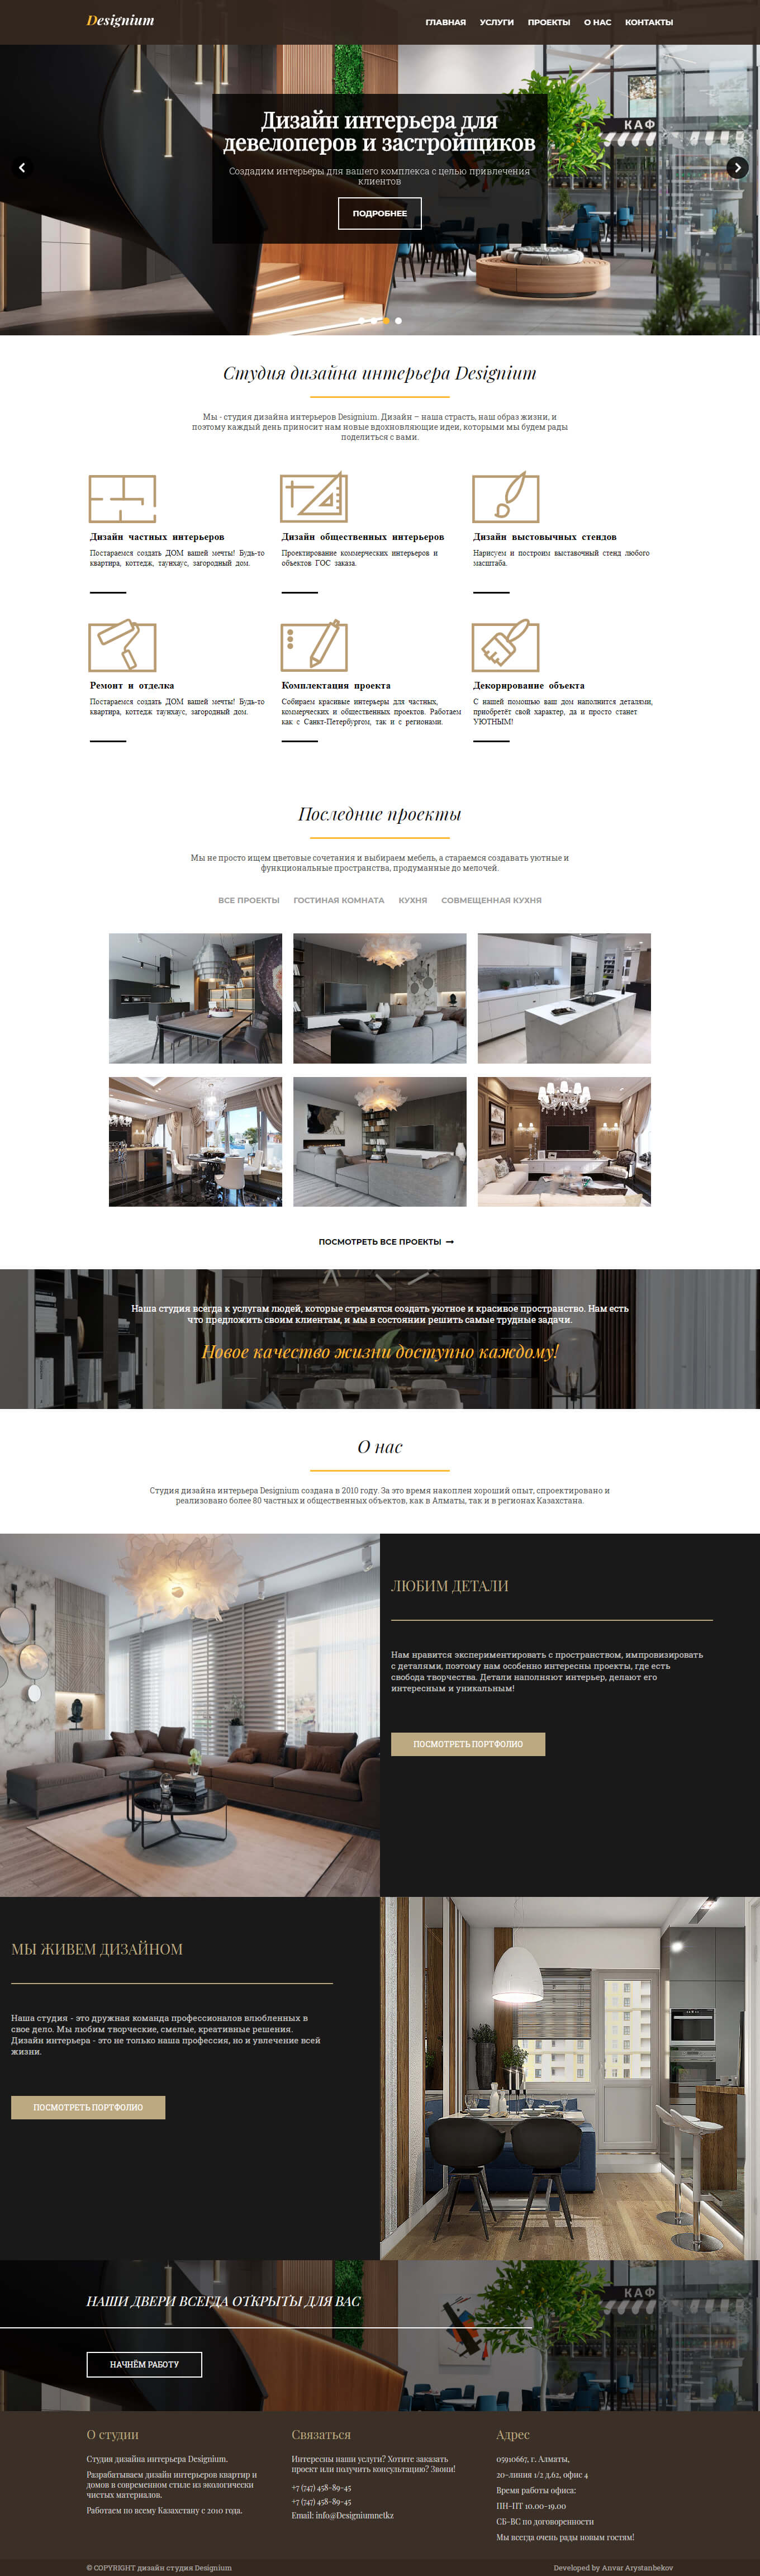 Designium
ГЛАВНАЯ УСЛУГИ ПРОЕКТЫ О НАС КОНТАКТЫ
КАФ
Дизайн интерьера для
девелоперов и застройщиков
Создадим интерьеры для вашего комплекса с целью привлечения
клиентов
ПОДРОБНЕЕ
Студия дизайна интерьера Designium
Мы - студия дизайна интерьеров Designium. Дизайн – наша страсть, наш образ жизни, и
поэтому каждый день приносит нам новые вдохновляющие идеи, которыми мы будем рады
поделиться с вами.
Дизайн частных интерьеров
Постараемся создать ДОМ вашей мечты! Будь-то
квартира, коттедж, таунхаус, загородный дом.
Дизайн общественных интерьеров
Проектирование коммерческих интерьеров и
объектов ГОС заказа.
Дизайн выстовычных стендов
Нарисуем и построим выставочный стенд любого
масштаба.
Ремонт и отделка
Постараемся создать ДОМ вашей мечты! Будь-то
квартира, коттедж таунхаус, загородный дом.
Комплектация проекта
Собираем красивые интерьеры для частных,
коммерческих и общественных проектов. Работаем
как с Санкт-Петербургом, так и с регионами.
Декорирование объекта
С нашей помощью ваш дом наполнится деталями,
приобретёт свой характер, да и просто станет
УЮТНЫМ!
Последние проекты
Мы не просто ищем цветовые сочетания и выбираем мебель, а стараемся создавать уютные и
функциональные пространства, продуманные до мелочей.
ВСЕ ПРОЕКТЫ ГОСТИНАЯ КОМНАТА КУХНЯ СОВМЕЩЕННАЯ КУХНЯ
ПОСМОТРЕТЬ ВСЕ ПРОЕКТЫ
Наша студия всегда к услугам людей, которые стремятся создать уютное и красивое пространство. Нам есть
что предложить своим клиентам, и мы в состоянии решить самые трудные задачи.
Новое качество жизни доступно каждому!
О нас
Студия дизайна интерьера Designium создана в 2010 году. За это время накоплен хороший опыт, спроектировано и
реализовано более 80 частных и общественных объектов, как в Алматы, так и в регионах Казахстана.
ЛЮБИМ ДЕТАЛИ
Нам нравится экспериментировать с пространством, импровизировать
с деталями, поэтому нам особенно интересны проекты, где есть
свобода творчества. Детали наполняют интерьер, делают его
интересным и уникальным!
ПОСМОТРЕТЬ ПОРТФОЛИО
МЫ ЖИВЕМ ДИЗАЙНОМ
Наша студия - это дружная команда профессионалов влюбленных в
свое дело. Мы любим творческие, смелые, креативные решения.
Дизайн интерьера - это не только наша профессия, но и увлечение всей
жизни.
ПОСМОТРЕТЬ ПОРТФОЛИО
КАФ
НАШИ ДВЕРИ ВСЕГДА ОТКРЫТЫ ДЛЯ ВАС
НАЧНЁМ РАБОТУ
О студии
Студия дизайна интерьера Designium.
Разрабатываем дизайн интерьеров квартир и
домов в современном стиле из экологически
чистых материалов.
Работаем по всему Казахстану с 2010 года.
Связаться
Интересны наши услуги? Хотите заказать
проект или получить консультацию? Звони!
+7 (747) 458-89-45
+7 (747) 458-89-45
Email: info@Designiumnetkz
Адрес
05910667, г. Алматы,
20-линия 1/2 д.62, офис 4
Время работы офиса:
ПН-ПТ 10.00-19.00
СБ-ВС по договоренности
Мы всегда очень рады новым гостям!
© COPYRIGHT дизайн студия Designium
Developed by Anvar Arystanbekov